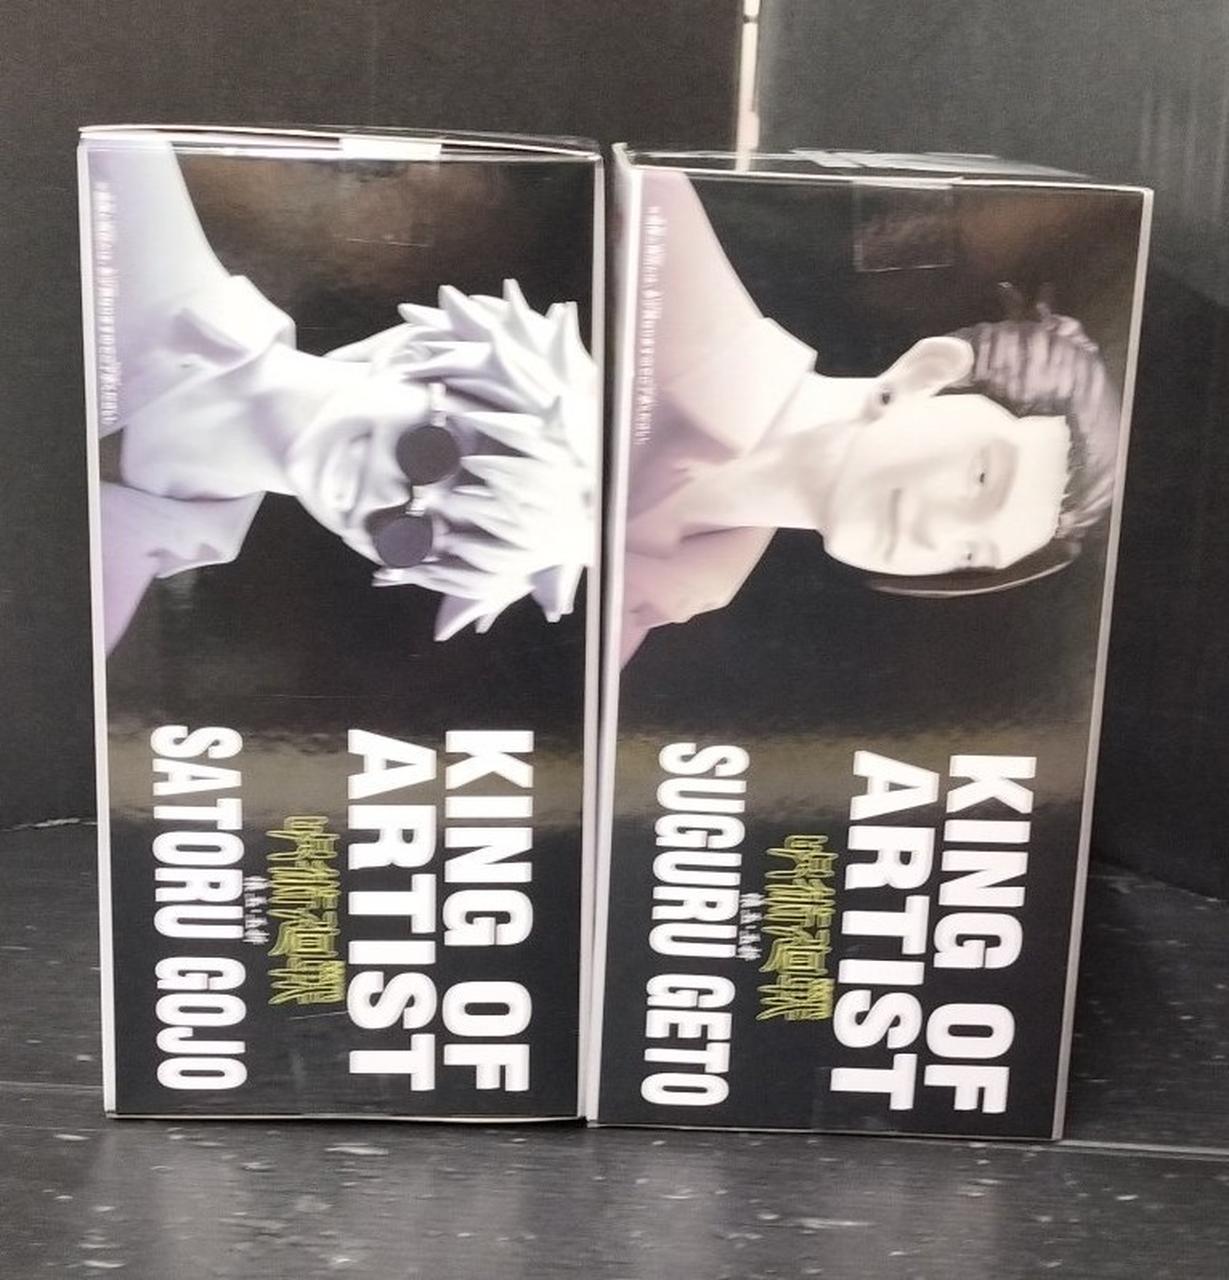 KING OF
ARTIST
呪術廻戦
SATORU GOJO
KING OF
ARTIST
呪術廻戦
SUGURU GETO